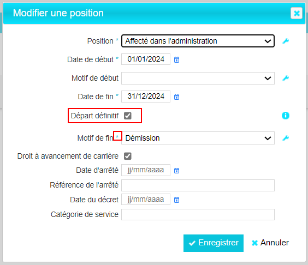 Modifier une position
Position * Affecté dans l'administration
Date de début * 01/01/2024
Motif de début
Date de fin * 31/12/2024
Départ définitif
Motif de fin * Démission
Droit à avancement de carrière
Date d'arrêté jj/mm/aaaa
Référence de l'arrêté
Date du décret jj/mm/aaaa
Catégorie de service
Enregistrer Annuler